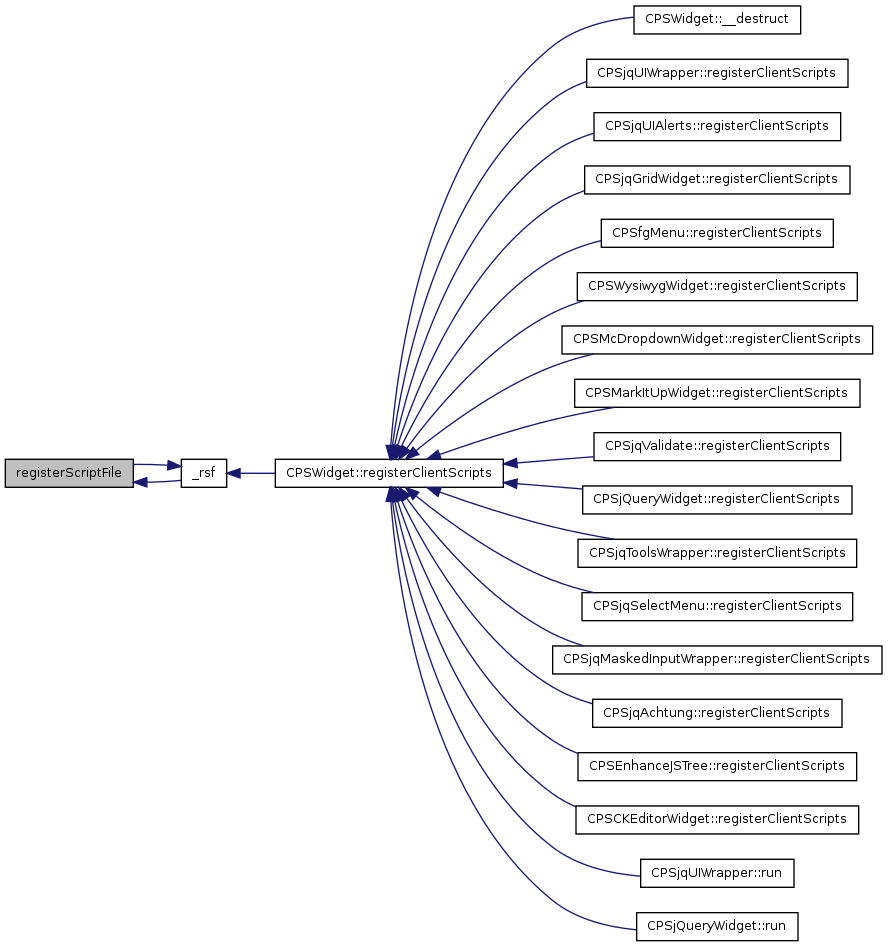 CPSWidget::__destruct
CPSjqUIWrapper::registerClientScripts
CPSjqUIAlerts::registerClientScripts
CPSjqGridWidget::registerClientScripts
CPSfgMenu::registerClientScripts
CPSWysiwygWidget::registerClientScripts
CPSMcDropdownWidget::registerClientScripts
CPSMarkItUpWidget::registerClientScripts
CPSjqValidate::registerClientScripts
registerScriptFile
_rsf
CPSWidget::registerClientScripts
CPSjQueryWidget::registerClientScripts
CPSjqToolsWrapper::registerClientScripts
CPSjqSelectMenu::registerClientScripts
CPSjqMaskedInputWrapper::registerClientScripts
CPSjqAchtung::registerClientScripts
CPSEnhanceJSTree::registerClientScripts
CPSCKEditorWidget::registerClientScripts
CPSjqUIWrapper::run
CPSjQueryWidget::run